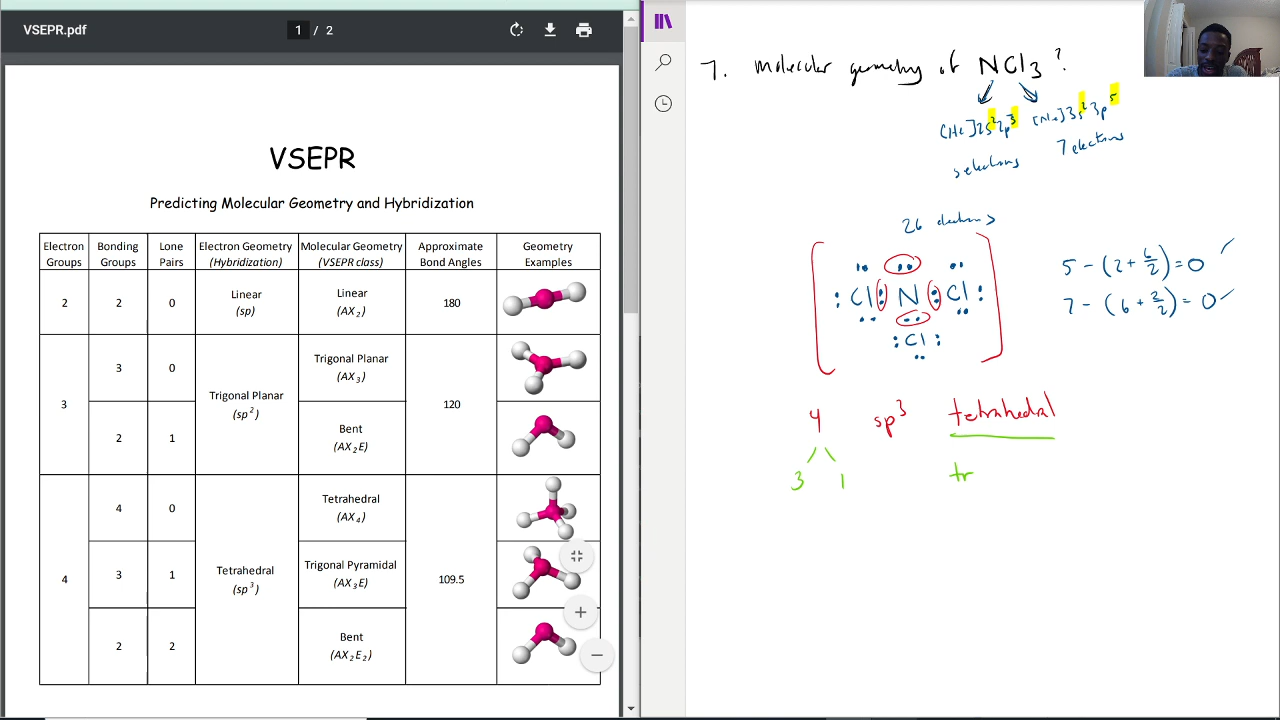 VSEPR.pdf
1 / 2
VSEPR
Predicting Molecular Geometry and Hybridization
Electron Groups
Bonding Groups
Lone Pairs
Electron Geometry (Hybridization)
Molecular Geometry (VSEPR class)
Approximate Bond Angles
Geometry Examples
2 2 0 Linear (sp) Linear (AX2) 180
3
3 0 Trigonal Planar (sp2) Trigonal Planar (AX3) 120
2 1 Bent (AX2E)
4
4 0 Tetrahedral (AX4)
3 1 Tetrahedral (sp3) Trigonal Pyramidal (AX3E) 109.5
2 2 Bent (AX2E2)
7. molecular geometry of NCl3?
[He]2s²2p³ [Ne]3s²3p⁵
5 electrons 7 electrons
26 electrons
Cl N Cl
Cl
5 - (2 + 6/2) = 0 ✓
7 - (6 + 2/2) = 0 ✓
4 sp³ tetrahedral
3 1 tr